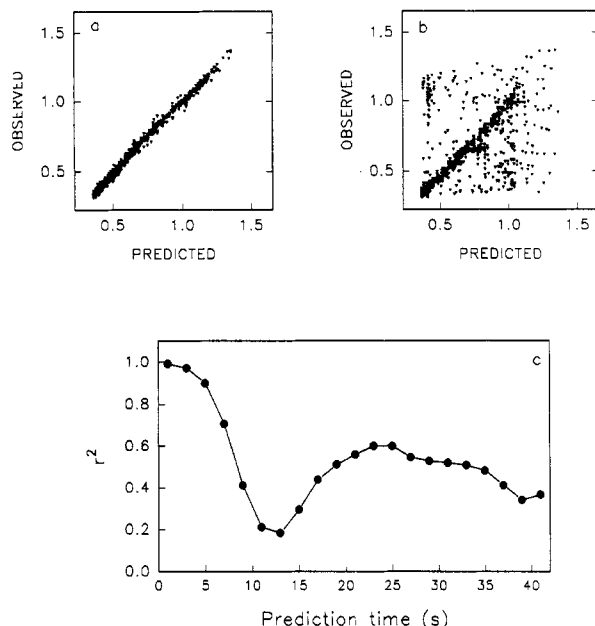 a
b
OBSERVED
OBSERVED
1.5
1.0
0.5
1.5
1.0
0.5
0.5 1.0 1.5
0.5 1.0 1.5
PREDICTED
PREDICTED
c
r²
1.0
0.8
0.6
0.4
0.2
0.0
0 5 10 15 20 25 30 35 40
Prediction time (s)